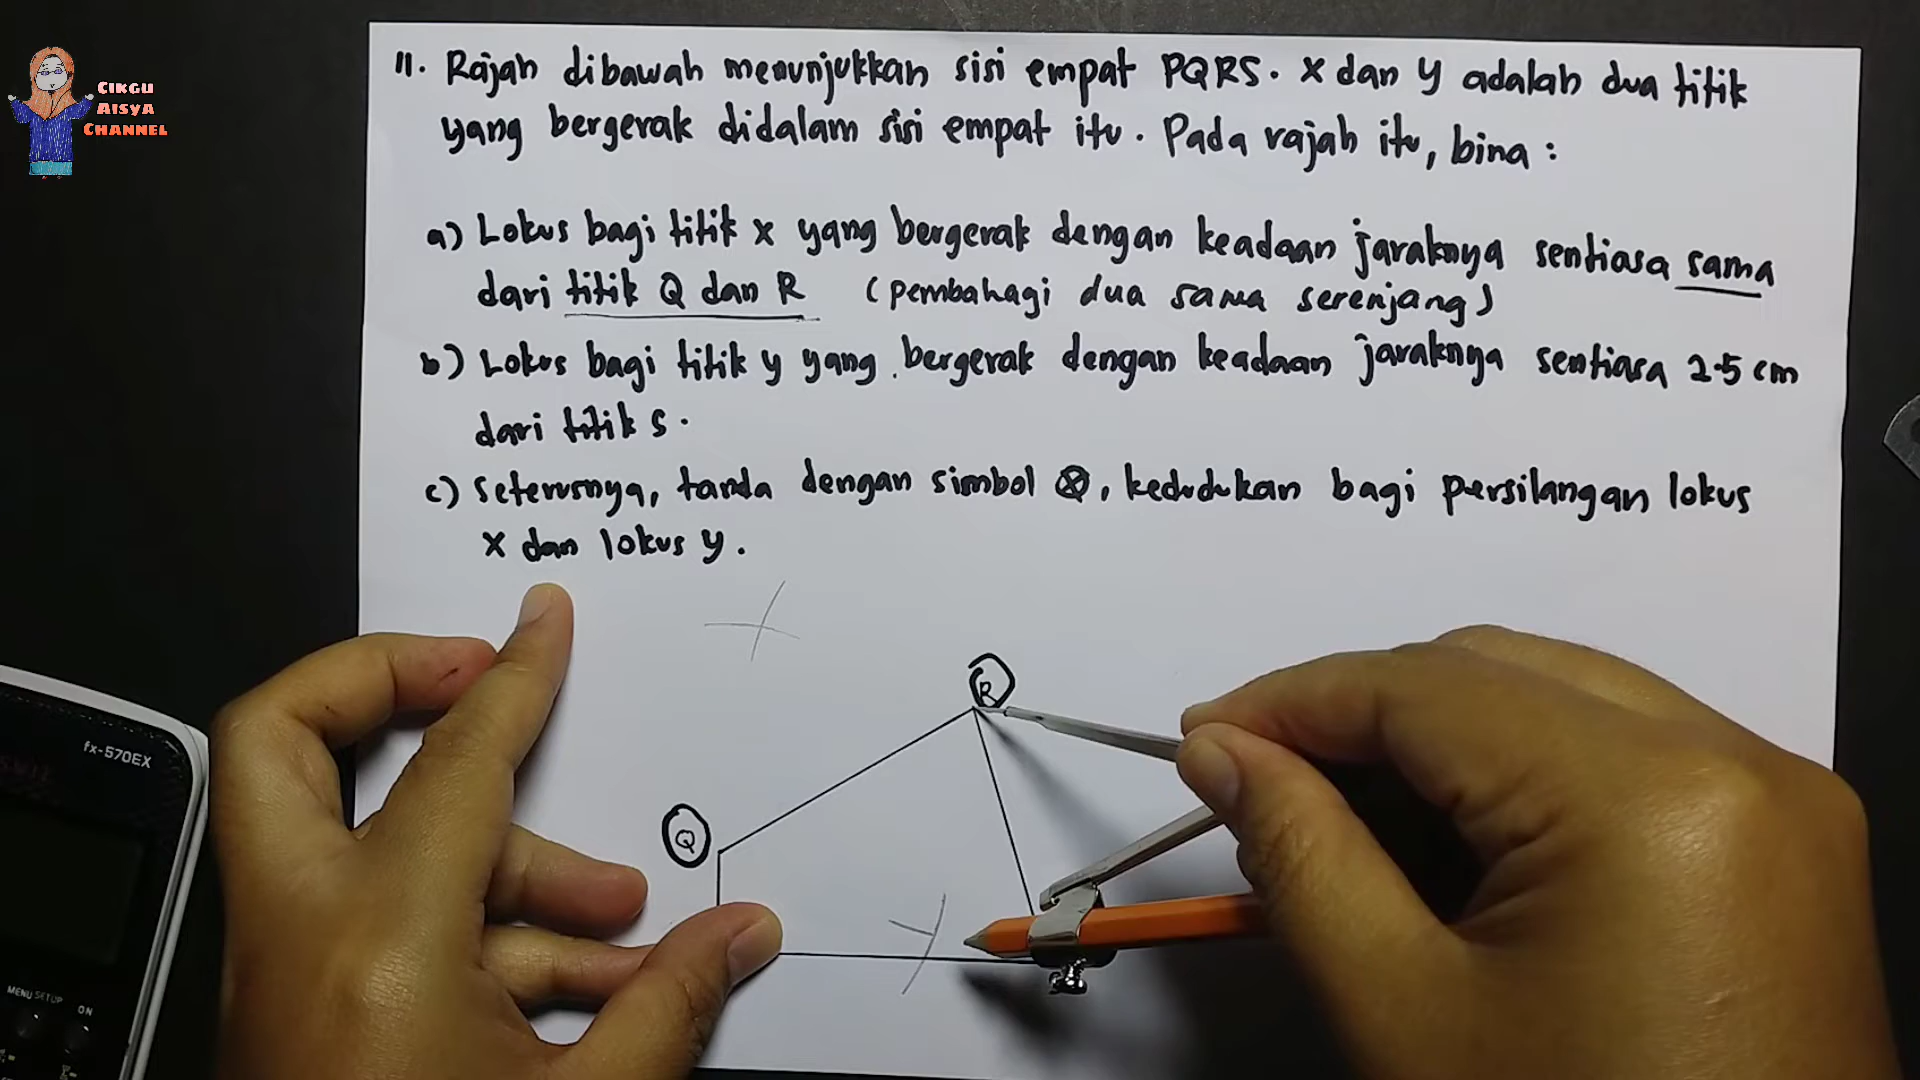 CIKGU
AISYA
CHANNEL
11. Rajah dibawah menunjukkan sisi empat PQRS. X dan Y adalah dua titik
yang bergerak didalam sisi empat itu. Pada rajah itu, bina :
a) Lokus bagi titik X yang bergerak dengan keadaan jaraknya sentiasa sama
dari titik Q dan R (pembahagi dua sama serenjang)
b) Lokus bagi titik y yang bergerak dengan keadaan jaraknya sentiasa 2.5 cm
dari titik S.
c) Seterusnya, tanda dengan simbol ⊗, kedudukan bagi persilangan lokus
X dan lokus y.
R
Q
fx-570EX
MENU SETUP ON